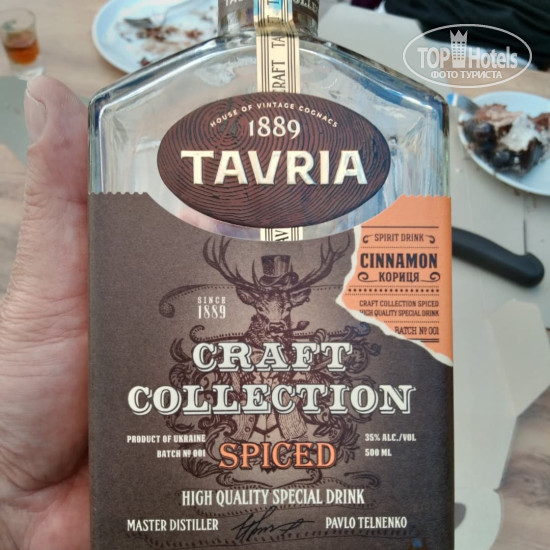 TOP Hotels
ФОТО ТУРИСТА
TAVRIA
CRAFT
HOUSE OF VINTAGE COGNACS
1889
TAVRIA
SPIRIT DRINK
CINNAMON
КОРИЦЯ
CRAFT COLLECTION SPICED
HIGH QUALITY SPECIAL DRINK
BATCH № 001
SINCE
1889
CRAFT
COLLECTION
PRODUCT OF UKRAINE
BATCH № 001
SPICED
35% ALC./VOL
500 ML
HIGH QUALITY SPECIAL DRINK
MASTER DISTILLER
PAVLO TELNENKO